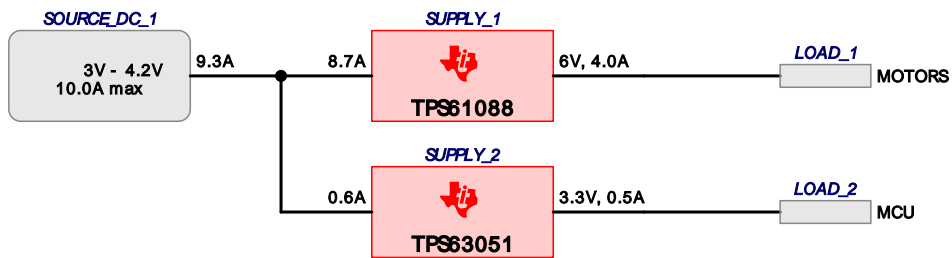 SOURCE_DC_1
3V - 4.2V
10.0A max
9.3A
SUPPLY_1
8.7A
TPS61088
6V, 4.0A
LOAD_1
MOTORS
SUPPLY_2
0.6A
TPS63051
3.3V, 0.5A
LOAD_2
MCU